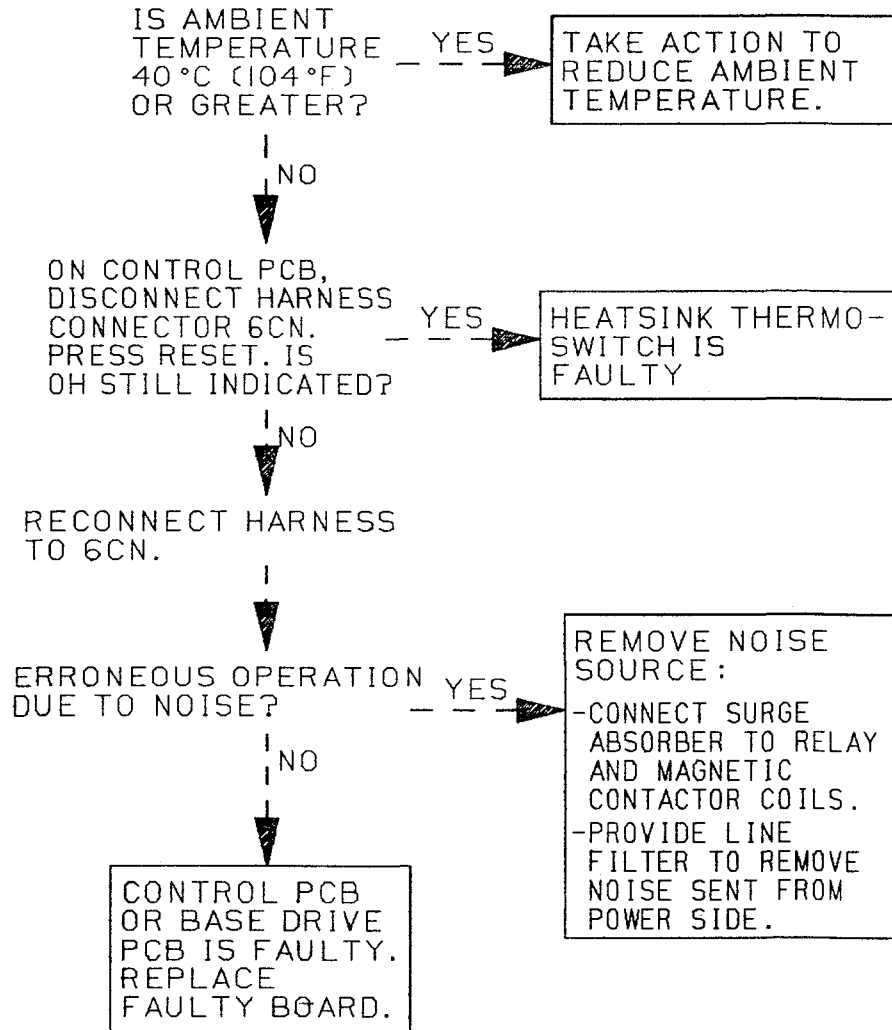 IS AMBIENT
TEMPERATURE
40°C (104°F)
OR GREATER?
YES
TAKE ACTION TO
REDUCE AMBIENT
TEMPERATURE.
NO
ON CONTROL PCB,
DISCONNECT HARNESS
CONNECTOR 6CN.
PRESS RESET. IS
OH STILL INDICATED?
YES
HEATSINK THERMO-
SWITCH IS
FAULTY
NO
RECONNECT HARNESS
TO 6CN.
ERRONEOUS OPERATION
DUE TO NOISE?
YES
REMOVE NOISE
SOURCE:
-CONNECT SURGE
ABSORBER TO RELAY
AND MAGNETIC
CONTACTOR COILS.
-PROVIDE LINE
FILTER TO REMOVE
NOISE SENT FROM
POWER SIDE.
NO
CONTROL PCB
OR BASE DRIVE
PCB IS FAULTY.
REPLACE
FAULTY BOARD.